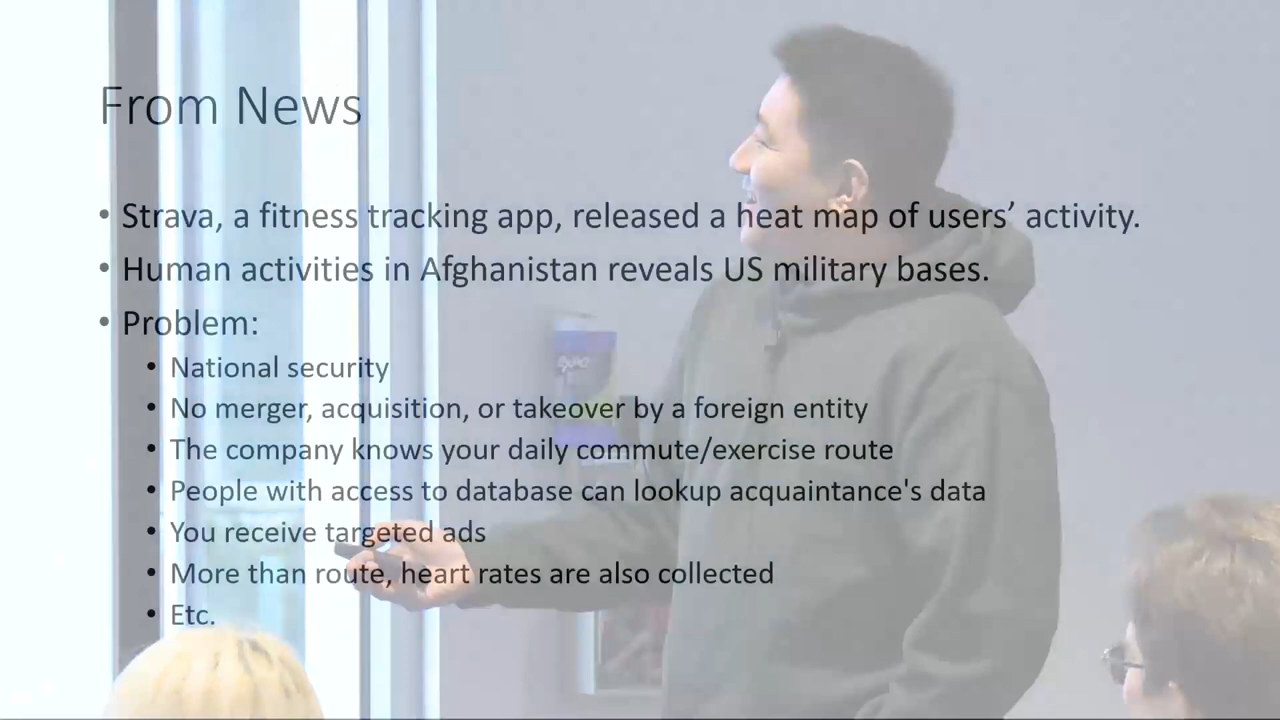 From News
• Strava, a fitness tracking app, released a heat map of users’ activity.
• Human activities in Afghanistan reveals US military bases.
• Problem:
• National security
• No merger, acquisition, or takeover by a foreign entity
• The company knows your daily commute/exercise route
• People with access to database can lookup acquaintance's data
• You receive targeted ads
• More than route, heart rates are also collected
• Etc.
expo